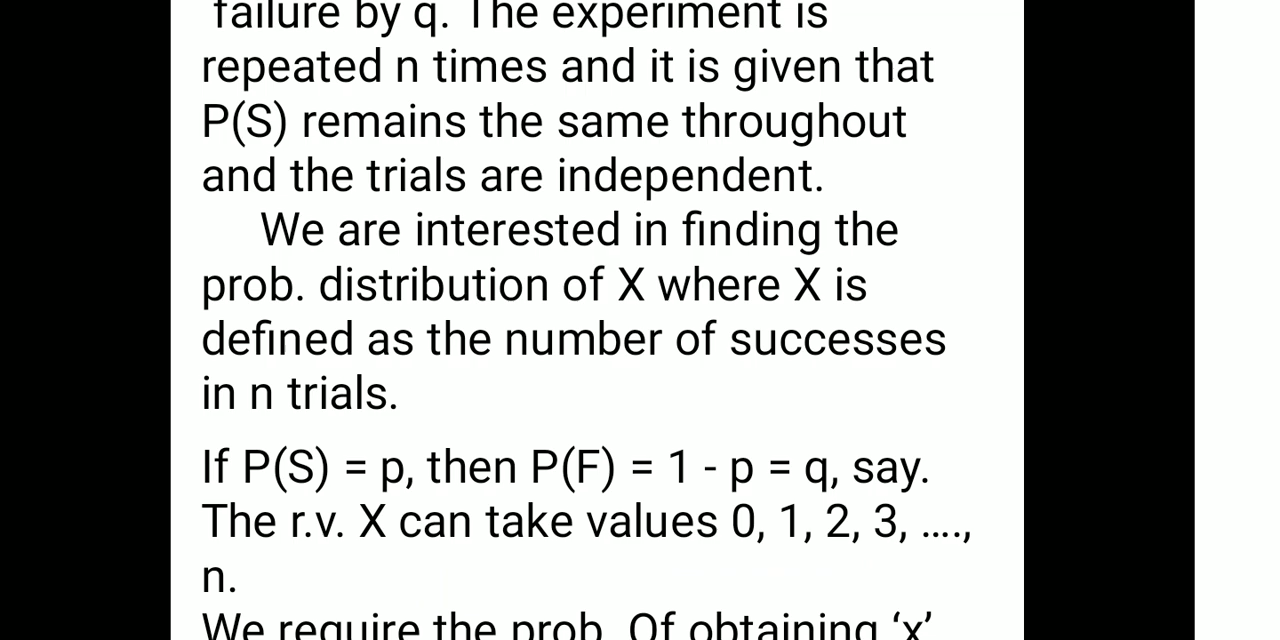 failure by q. The experiment is
repeated n times and it is given that
P(S) remains the same throughout
and the trials are independent.
We are interested in finding the
prob. distribution of X where X is
defined as the number of successes
in n trials.
If P(S) = p, then P(F) = 1 - p = q, say.
The r.v. X can take values 0, 1, 2, 3, ....,
n.
We require the prob. Of obtaining ‘x’